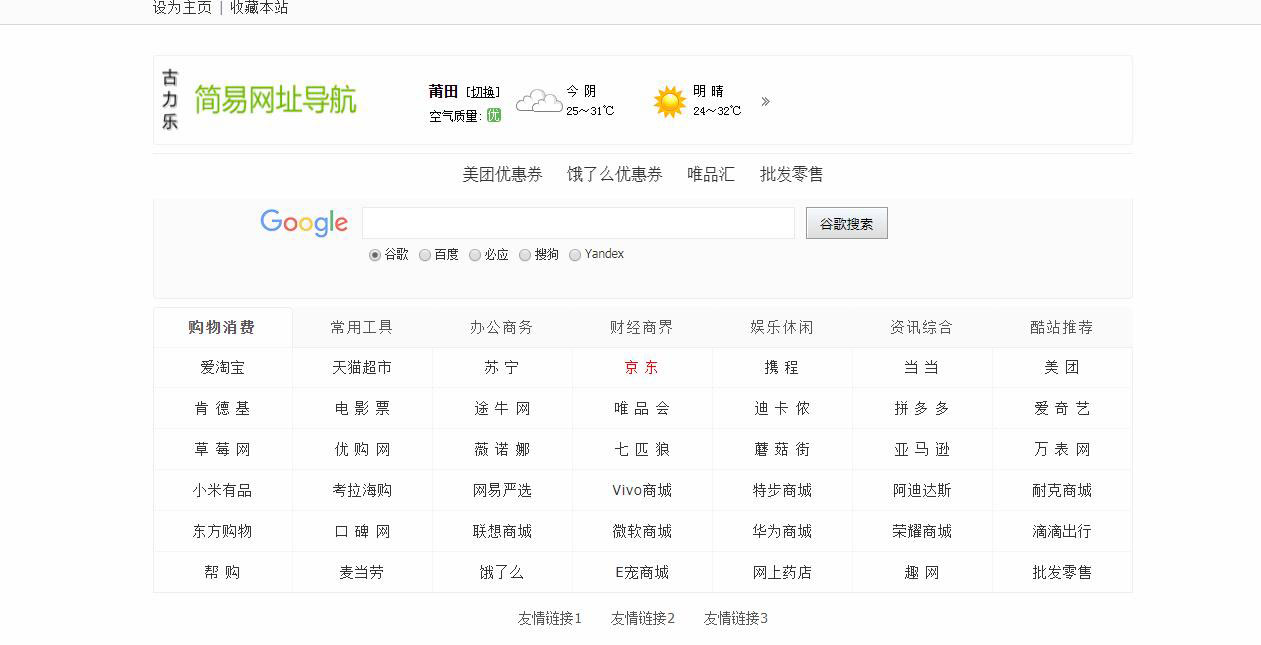 设为主页 | 收藏本站
古力乐
简易网址导航
莆田 [切换]
空气质量: 优
今 阴
25～31℃
明 晴
24～32℃
»
美团优惠券 饿了么优惠券 唯品汇 批发零售
Google 谷歌搜索
谷歌 百度 必应 搜狗 Yandex
购物消费 常用工具 办公商务 财经商界 娱乐休闲 资讯综合 酷站推荐
爱淘宝 天猫超市 苏 宁 京 东 携 程 当 当 美 团
肯 德 基 电 影 票 途 牛 网 唯 品 会 迪 卡 侬 拼 多 多 爱 奇 艺
草 莓 网 优 购 网 薇 诺 娜 七 匹 狼 蘑 菇 街 亚 马 逊 万 表 网
小米有品 考拉海购 网易严选 Vivo商城 特步商城 阿迪达斯 耐克商城
东方购物 口 碑 网 联想商城 微软商城 华为商城 荣耀商城 滴滴出行
帮 购 麦当劳 饿了么 E宠商城 网上药店 趣 网 批发零售
友情链接1 友情链接2 友情链接3